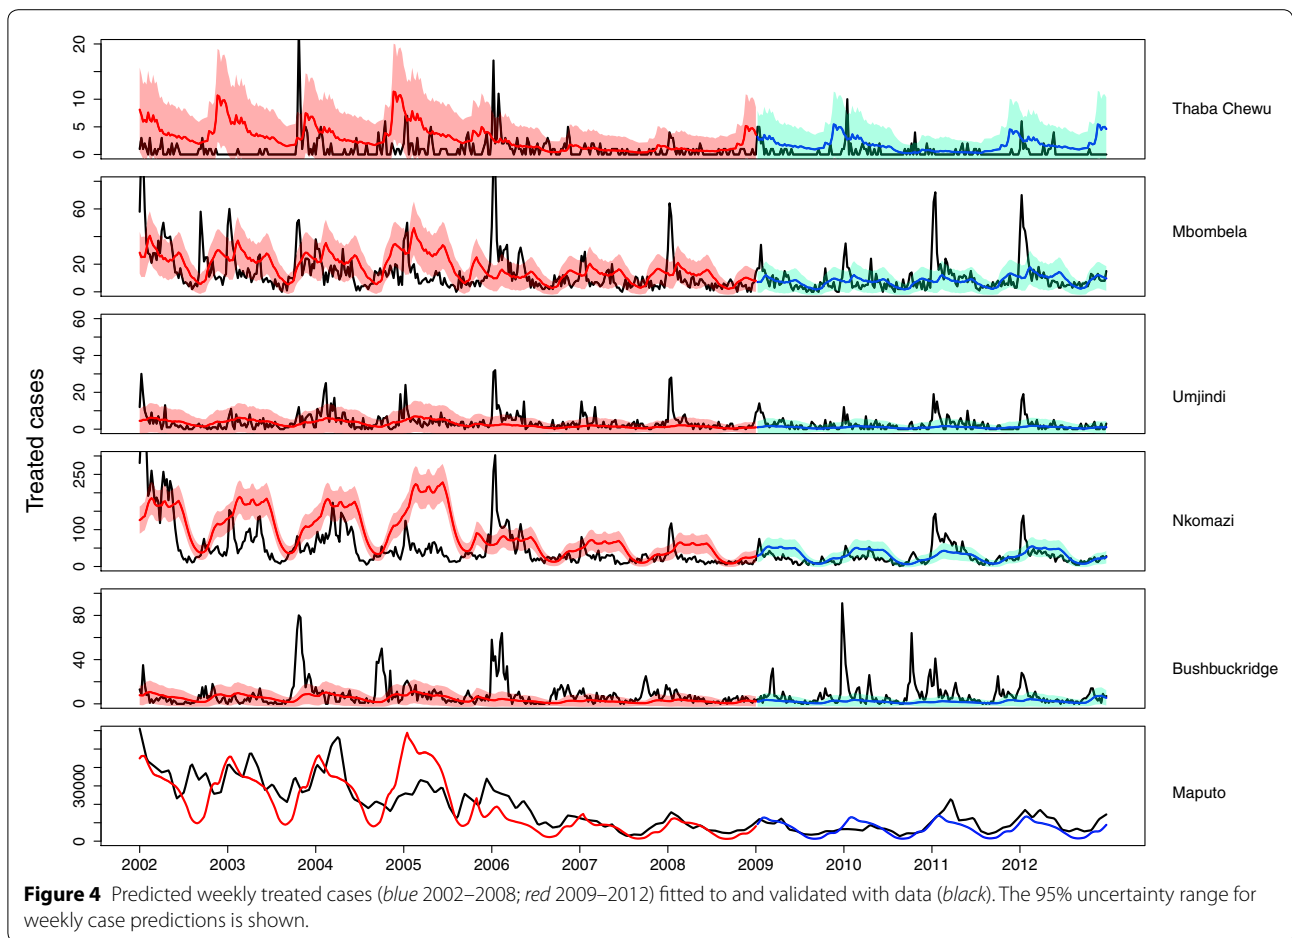 20
10
5
0
Thaba Chewu
60
20
0
Mbombela
60
40
20
0
Umjindi
250
100
0
Nkomazi
80
40
0
Bushbuckridge
30000
0
Maputo
Treated cases
2002 2003 2004 2005 2006 2007 2008 2009 2010 2011 2012
Figure 4 Predicted weekly treated cases (blue 2002–2008; red 2009–2012) fitted to and validated with data (black). The 95% uncertainty range for
weekly case predictions is shown.